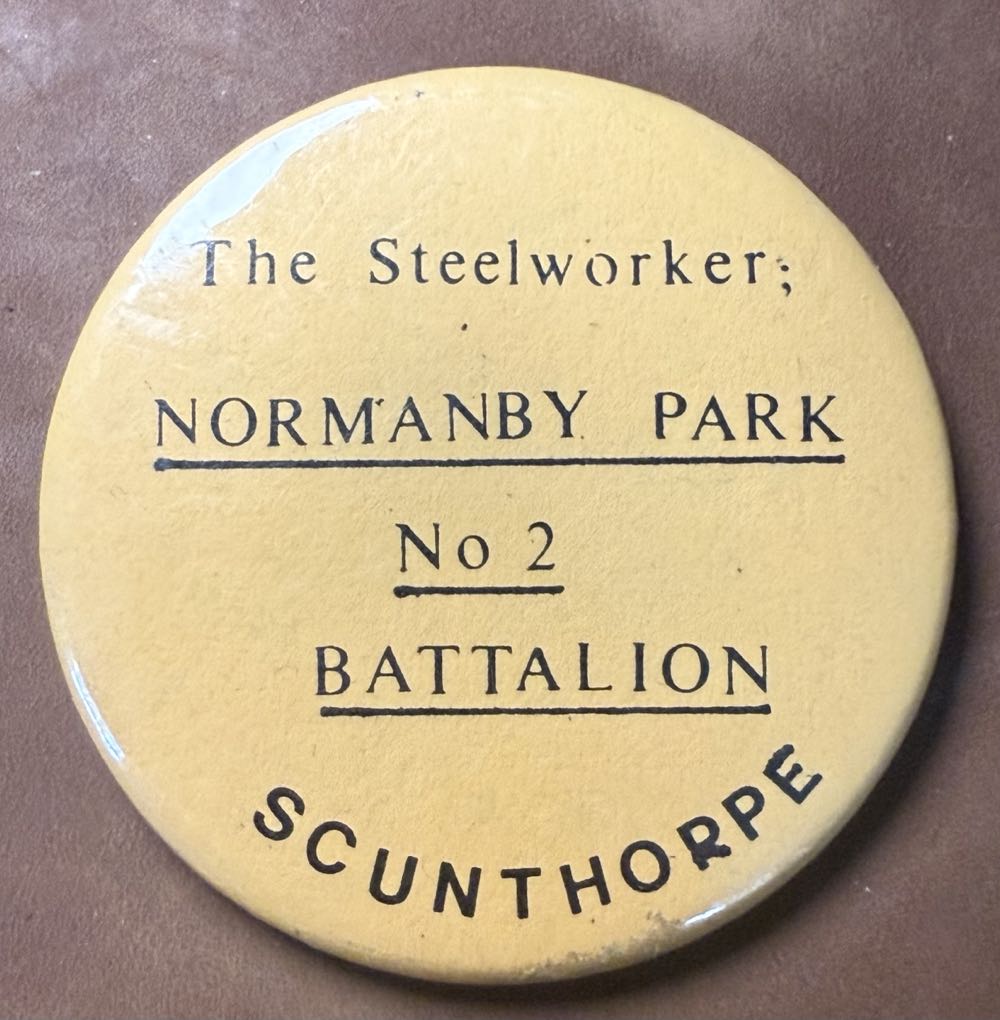 The Steelworker;
NORMANBY PARK
No 2
BATTALION
SCUNTHORPE